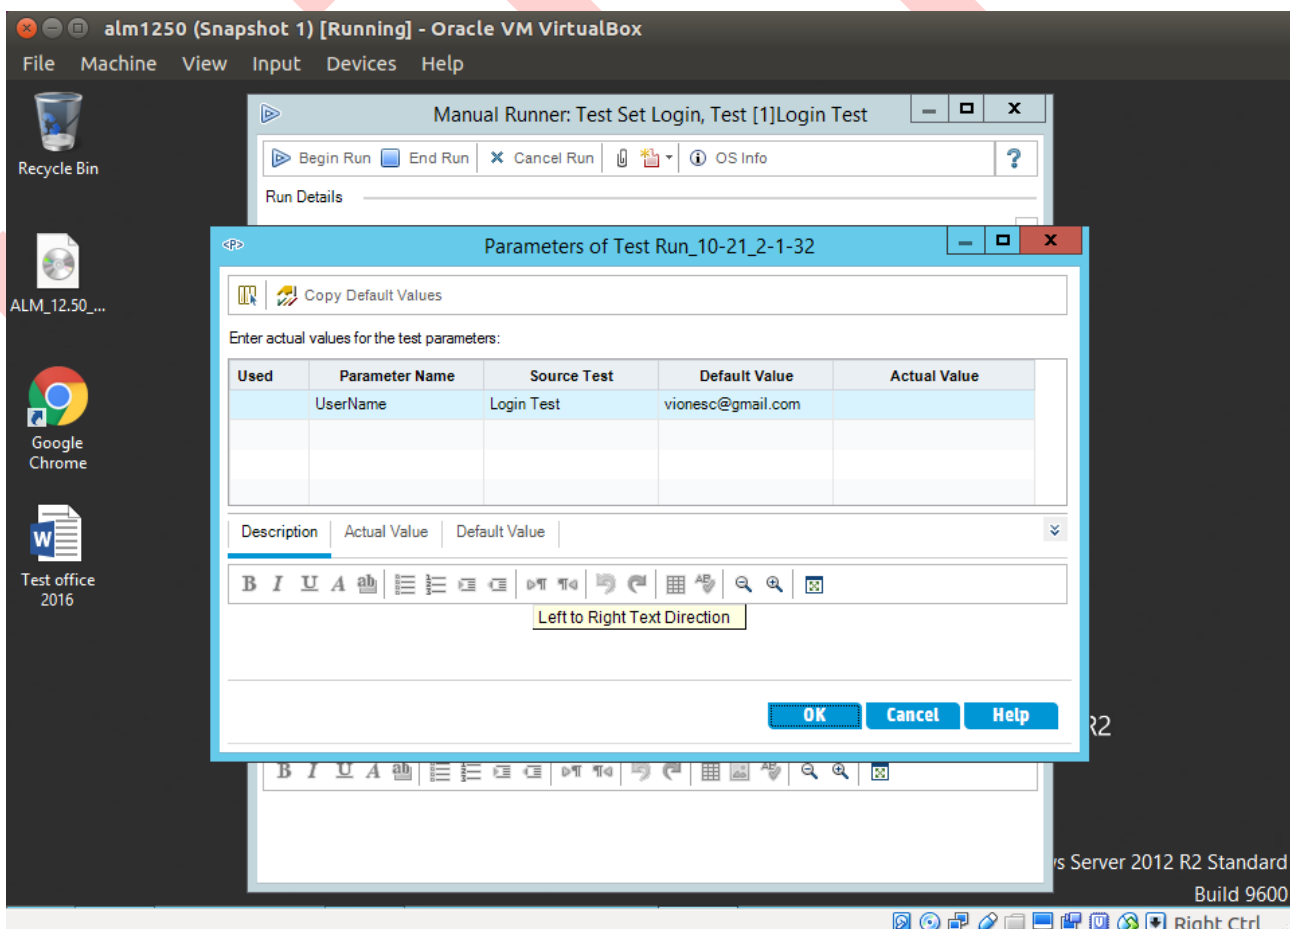 alm1250 (Snapshot 1) [Running] - Oracle VM VirtualBox
File Machine View Input Devices Help
Recycle Bin
ALM_12.50_...
Google
Chrome
Test office
2016
Manual Runner: Test Set Login, Test [1]Login Test
Begin Run End Run Cancel Run OS Info
Run Details
Parameters of Test Run_10-21_2-1-32
Copy Default Values
Enter actual values for the test parameters:
Used Parameter Name Source Test Default Value Actual Value
UserName Login Test vionesc@gmail.com
Description Actual Value Default Value
B I U A ab
Left to Right Text Direction
OK Cancel Help
R2
B I U A ab
Server 2012 R2 Standard
Build 9600
Right Ctrl